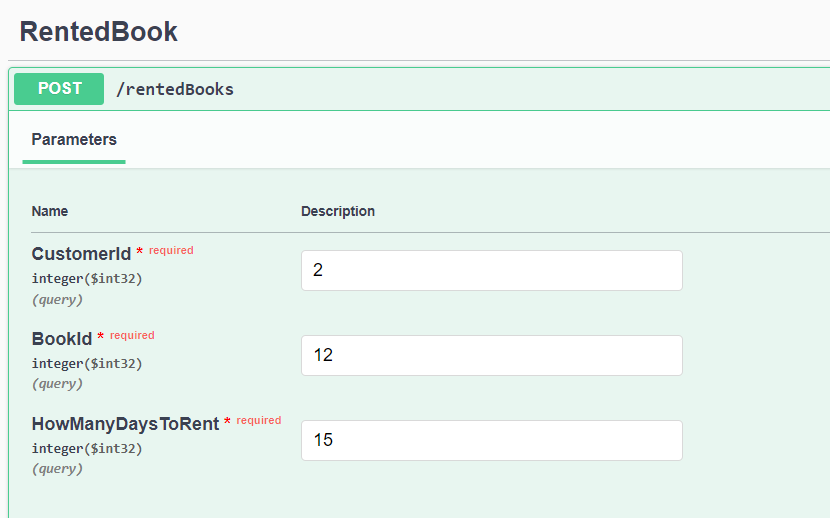 RentedBook
POST /rentedBooks
Parameters
Name Description
CustomerId * required
integer($int32)
(query)
2
BookId * required
integer($int32)
(query)
12
HowManyDaysToRent * required
integer($int32)
(query)
15